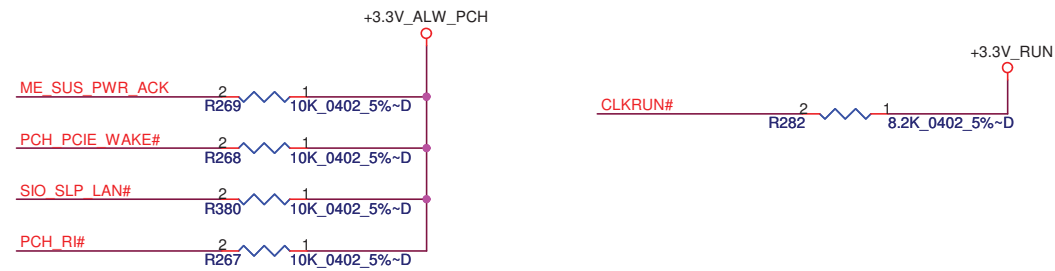 +3.3V_ALW_PCH
ME_SUS_PWR_ACK
2 1
R269 10K_0402_5%~D
PCH_PCIE_WAKE#
2 1
R268 10K_0402_5%~D
SIO_SLP_LAN#
2 1
R380 10K_0402_5%~D
PCH_RI#
2 1
R267 10K_0402_5%~D
+3.3V_RUN
CLKRUN#
2 1
R282 8.2K_0402_5%~D